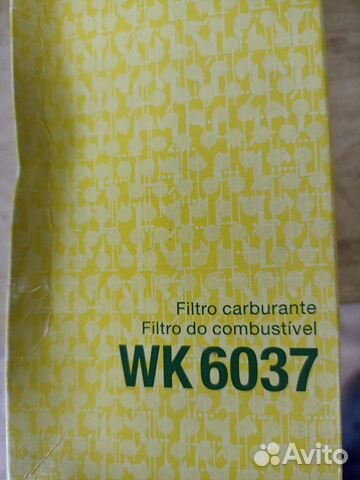 Filtro carburante
Filtro do combustível
WK 6037
Avito